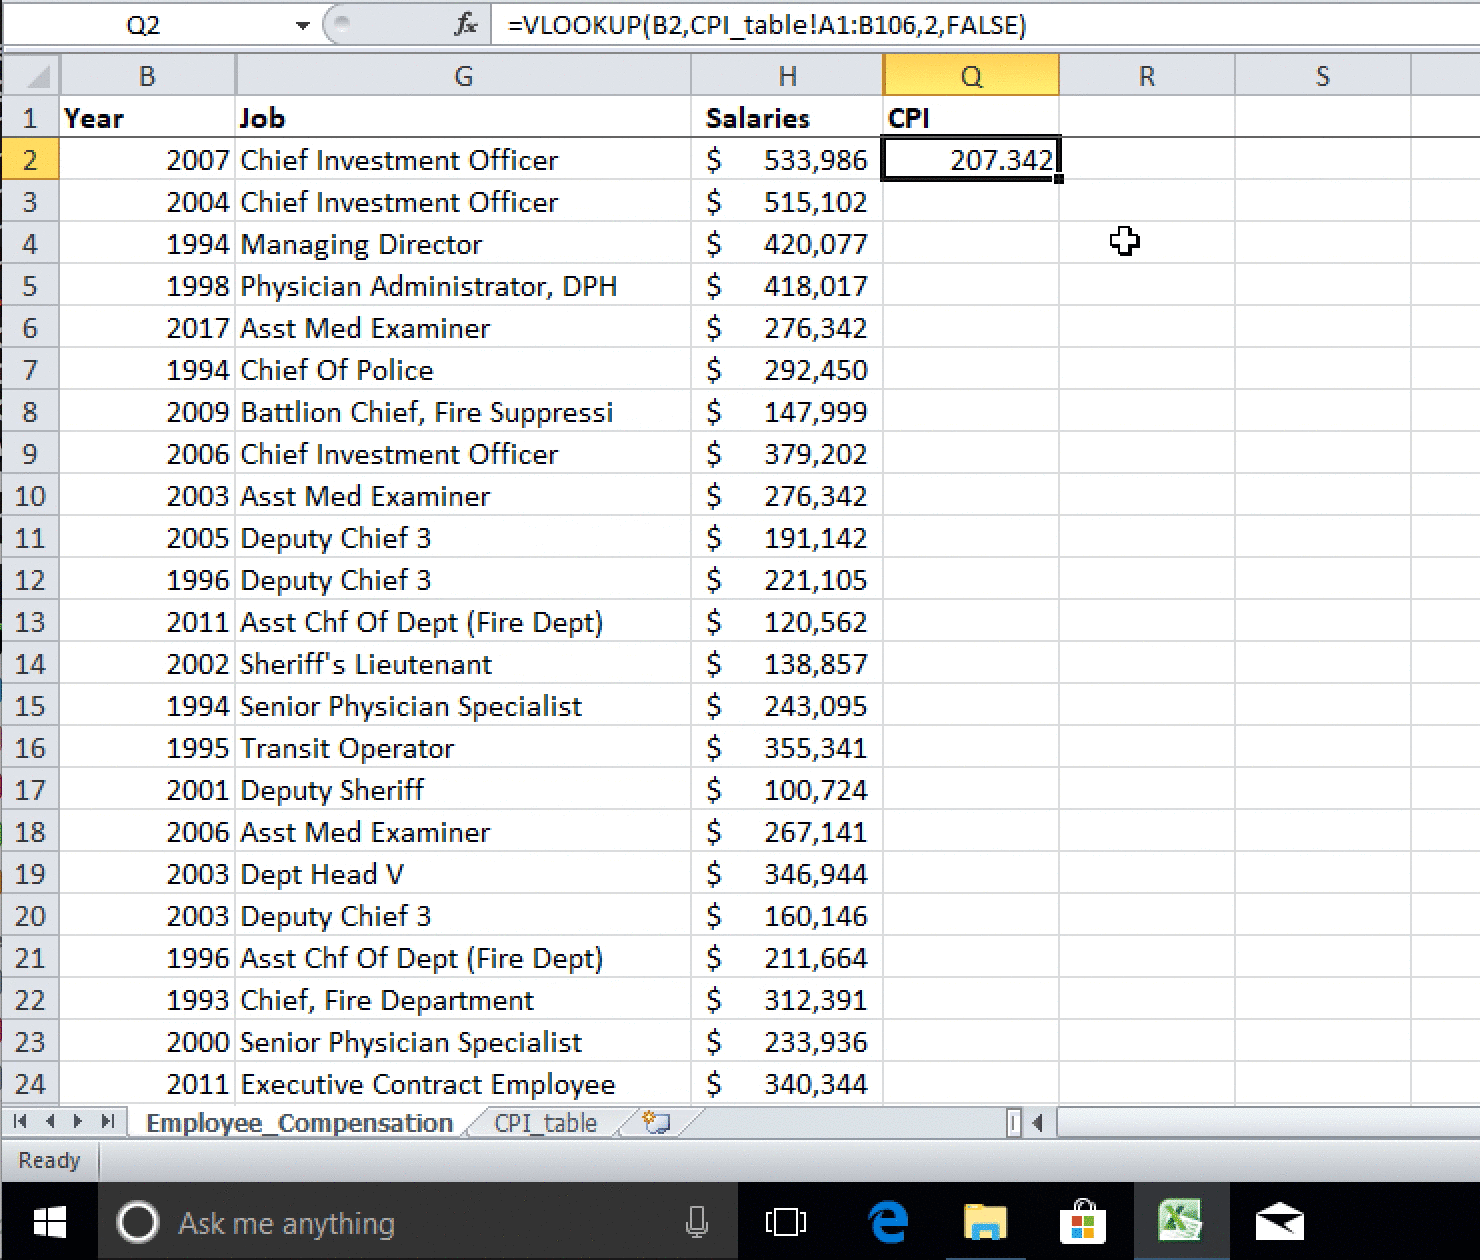 Q2 fx =VLOOKUP(B2,CPI_table!A1:B106,2,FALSE)
B G H Q R S
1 Year Job Salaries CPI
2 2007 Chief Investment Officer $ 533,986 207.342
3 2004 Chief Investment Officer $ 515,102
4 1994 Managing Director $ 420,077
5 1998 Physician Administrator, DPH $ 418,017
6 2017 Asst Med Examiner $ 276,342
7 1994 Chief Of Police $ 292,450
8 2009 Battlion Chief, Fire Suppressi $ 147,999
9 2006 Chief Investment Officer $ 379,202
10 2003 Asst Med Examiner $ 276,342
11 2005 Deputy Chief 3 $ 191,142
12 1996 Deputy Chief 3 $ 221,105
13 2011 Asst Chf Of Dept (Fire Dept) $ 120,562
14 2002 Sheriff's Lieutenant $ 138,857
15 1994 Senior Physician Specialist $ 243,095
16 1995 Transit Operator $ 355,341
17 2001 Deputy Sheriff $ 100,724
18 2006 Asst Med Examiner $ 267,141
19 2003 Dept Head V $ 346,944
20 2003 Deputy Chief 3 $ 160,146
21 1996 Asst Chf Of Dept (Fire Dept) $ 211,664
22 1993 Chief, Fire Department $ 312,391
23 2000 Senior Physician Specialist $ 233,936
24 2011 Executive Contract Employee $ 340,344
Employee_Compensation CPI_table
Ready
Ask me anything